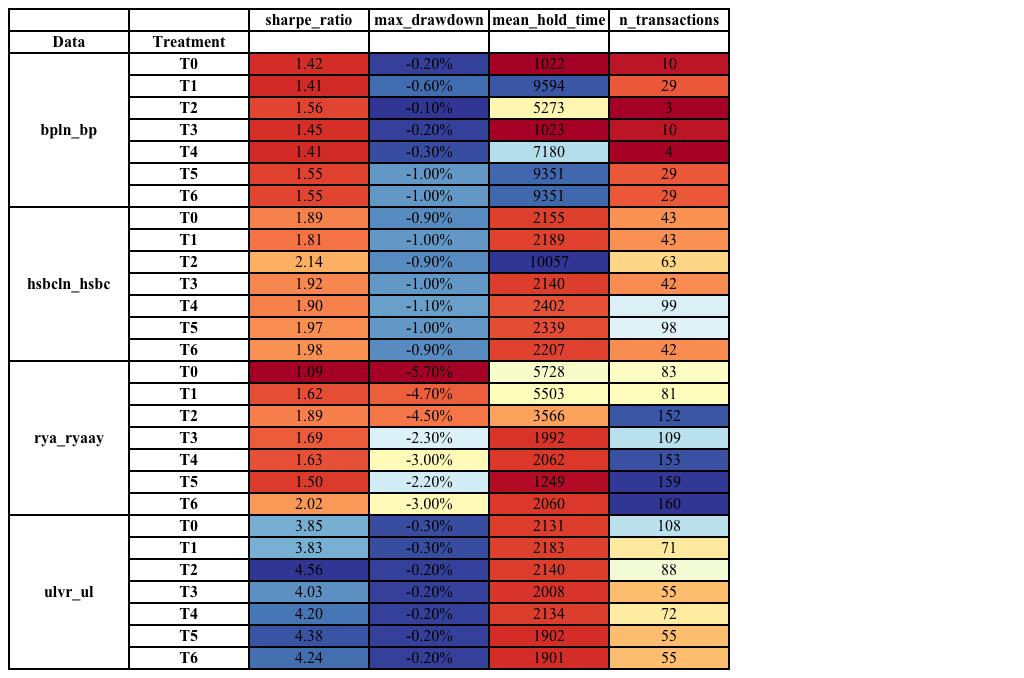 sharpe_ratio max_drawdown mean_hold_time n_transactions
Data Treatment
bpln_bp T0 1.42 -0.20% 1022 10
T1 1.41 -0.60% 9594 29
T2 1.56 -0.10% 5273 3
T3 1.45 -0.20% 1023 10
T4 1.41 -0.30% 7180 4
T5 1.55 -1.00% 9351 29
T6 1.55 -1.00% 9351 29
hsbcln_hsbc T0 1.89 -0.90% 2155 43
T1 1.81 -1.00% 2189 43
T2 2.14 -0.90% 10057 63
T3 1.92 -1.00% 2140 42
T4 1.90 -1.10% 2402 99
T5 1.97 -1.00% 2339 98
T6 1.98 -0.90% 2207 42
rya_ryaay T0 1.09 -5.70% 5728 83
T1 1.62 -4.70% 5503 81
T2 1.89 -4.50% 3566 152
T3 1.69 -2.30% 1992 109
T4 1.63 -3.00% 2062 153
T5 1.50 -2.20% 1249 159
T6 2.02 -3.00% 2060 160
ulvr_ul T0 3.85 -0.30% 2131 108
T1 3.83 -0.30% 2183 71
T2 4.56 -0.20% 2140 88
T3 4.03 -0.20% 2008 55
T4 4.20 -0.20% 2134 72
T5 4.38 -0.20% 1902 55
T6 4.24 -0.20% 1901 55